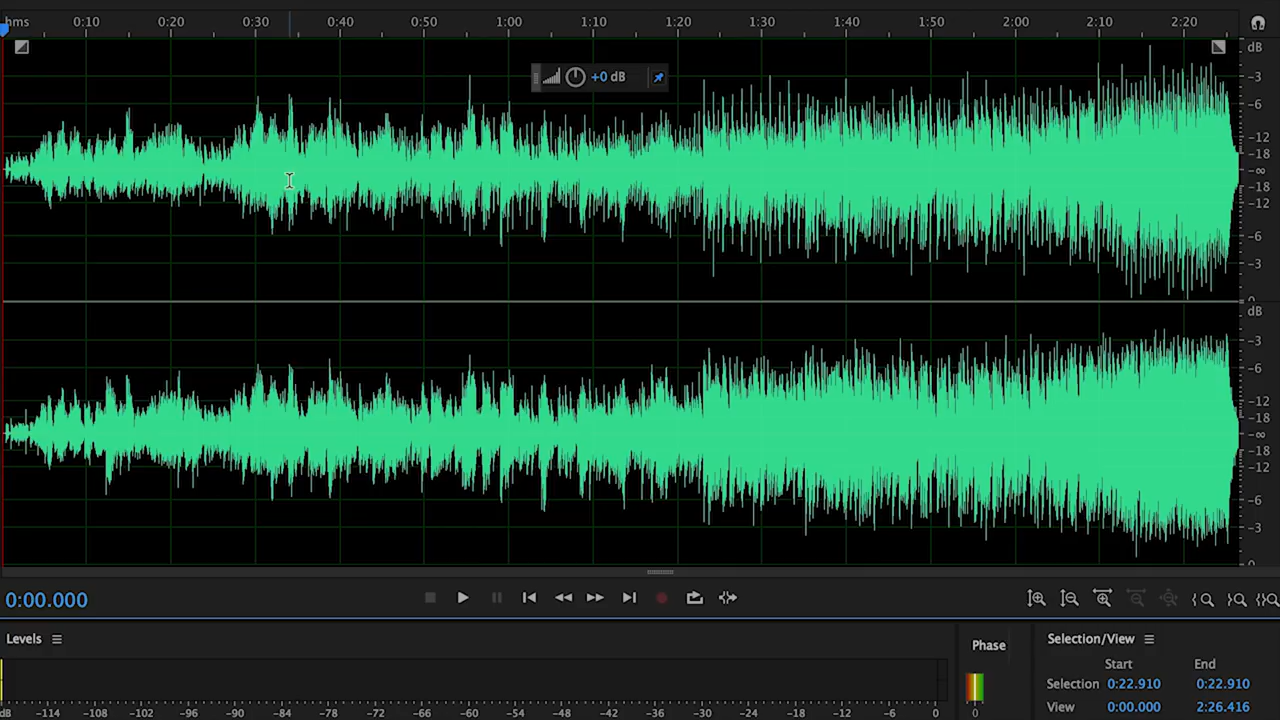 hms 0:10 0:20 0:30 0:40 0:50 1:00 1:10 1:20 1:30 1:40 1:50 2:00 2:10 2:20
dB
+0 dB
-3
-6
-12
-18
-∞
-18
-12
-6
-3
0
dB
-3
-6
-12
-18
-∞
-18
-12
-6
-3
0
0:00.000
Levels
dB -114 -108 -102 -96 -90 -84 -78 -72 -66 -60 -54 -48 -42 -36 -30 -24 -18 -12 -6 0
Phase
0
Selection/View
Start End
Selection 0:22.910 0:22.910
View 0:00.000 2:26.416